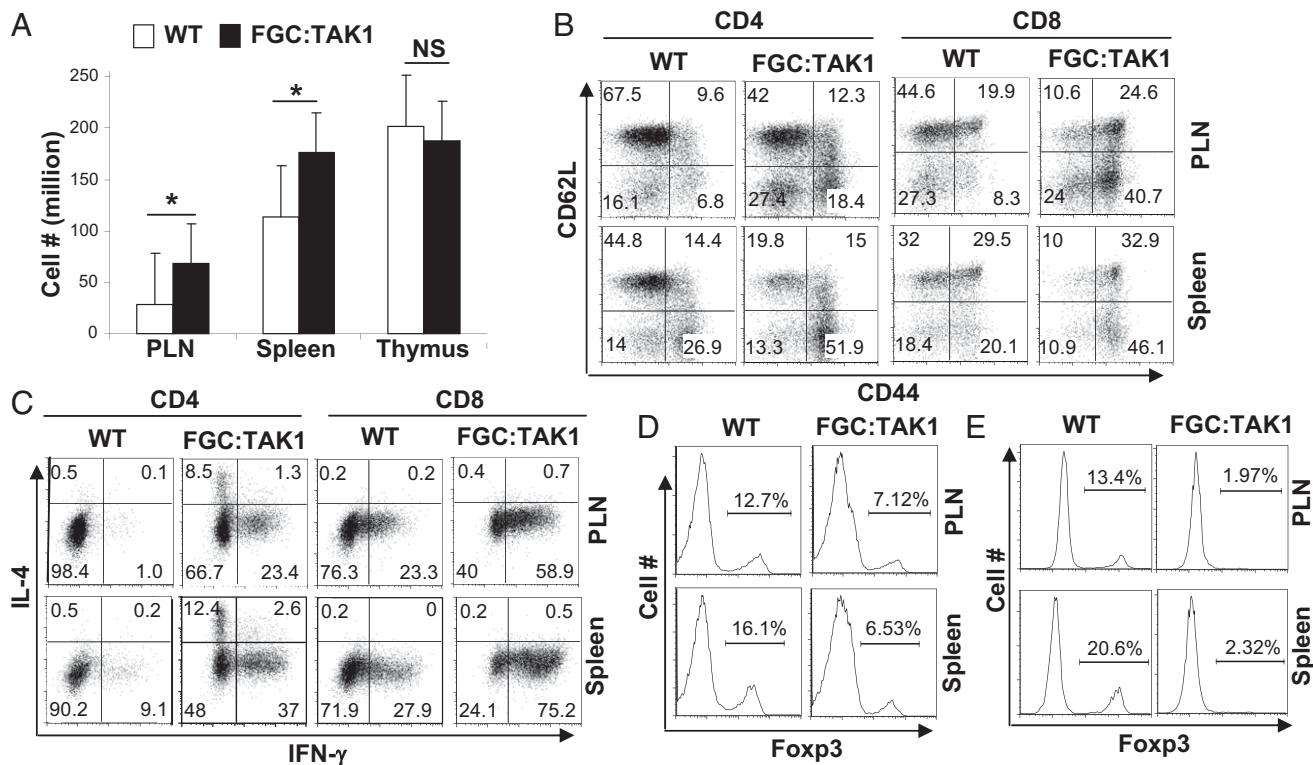 A
WT FGC:TAK1
NS
*
*
250
200
150
100
50
0
Cell # (million)
PLN Spleen Thymus
B
CD4 CD8
WT FGC:TAK1 WT FGC:TAK1
67.5 9.6 42 12.3 44.6 19.9 10.6 24.6
16.1 6.8 27.4 18.4 27.3 8.3 24 40.7
PLN
44.8 14.4 19.8 15 32 29.5 10 32.9
14 26.9 13.3 51.9 18.4 20.1 10.9 46.1
Spleen
CD62L
CD44
C
CD4 CD8
WT FGC:TAK1 WT FGC:TAK1
0.5 0.1 8.5 1.3 0.2 0.2 0.4 0.7
98.4 1.0 66.7 23.4 76.3 23.3 40 58.9
PLN
0.5 0.2 12.4 2.6 0.2 0 0.2 0.5
90.2 9.1 48 37 71.9 27.9 24.1 75.2
Spleen
IL-4
IFN-γ
D
WT FGC:TAK1
12.7% 7.12%
PLN
16.1% 6.53%
Spleen
Cell #
Foxp3
E
WT FGC:TAK1
13.4% 1.97%
PLN
20.6% 2.32%
Spleen
Cell #
Foxp3